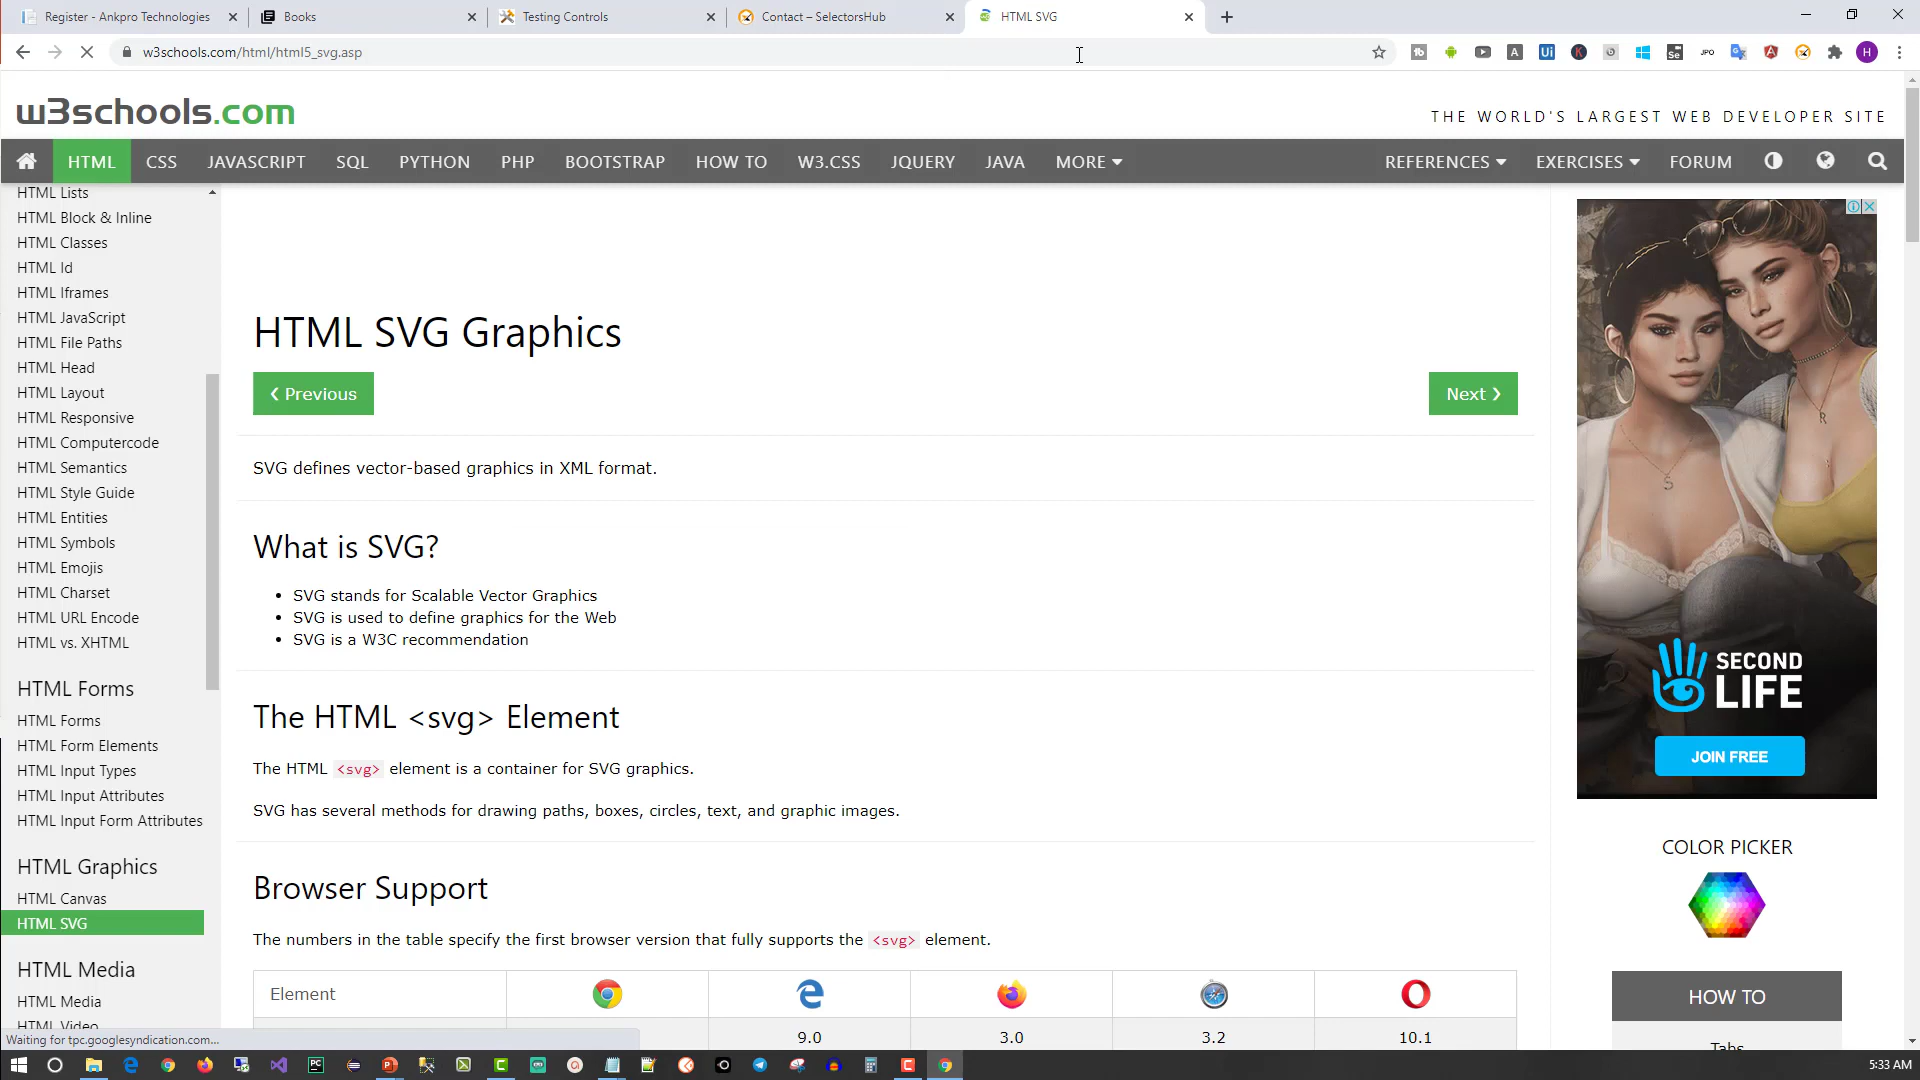 Register - Ankpro Technologies
Books
Testing Controls
Contact – SelectorsHub
HTML SVG
w3schools.com/html/html5_svg.asp
w3schools.com
THE WORLD'S LARGEST WEB DEVELOPER SITE
HTML CSS JAVASCRIPT SQL PYTHON PHP BOOTSTRAP HOW TO W3.CSS JQUERY JAVA MORE REFERENCES EXERCISES FORUM
HTML Lists
HTML Block & Inline
HTML Classes
HTML Id
HTML Iframes
HTML JavaScript
HTML File Paths
HTML Head
HTML Layout
HTML Responsive
HTML Computercode
HTML Semantics
HTML Style Guide
HTML Entities
HTML Symbols
HTML Emojis
HTML Charset
HTML URL Encode
HTML vs. XHTML
HTML Forms
HTML Forms
HTML Form Elements
HTML Input Types
HTML Input Attributes
HTML Input Form Attributes
HTML Graphics
HTML Canvas
HTML SVG
HTML Media
HTML Media
HTML Video
Waiting for tpc.googlesyndication.com...
HTML SVG Graphics
❮ Previous
Next ❯
SVG defines vector-based graphics in XML format.
What is SVG?
• SVG stands for Scalable Vector Graphics
• SVG is used to define graphics for the Web
• SVG is a W3C recommendation
The HTML <svg> Element
The HTML <svg> element is a container for SVG graphics.
SVG has several methods for drawing paths, boxes, circles, text, and graphic images.
Browser Support
The numbers in the table specify the first browser version that fully supports the <svg> element.
Element
9.0 3.0 3.2 10.1
SECOND
LIFE
JOIN FREE
COLOR PICKER
HOW TO
Tabs
5:33 AM